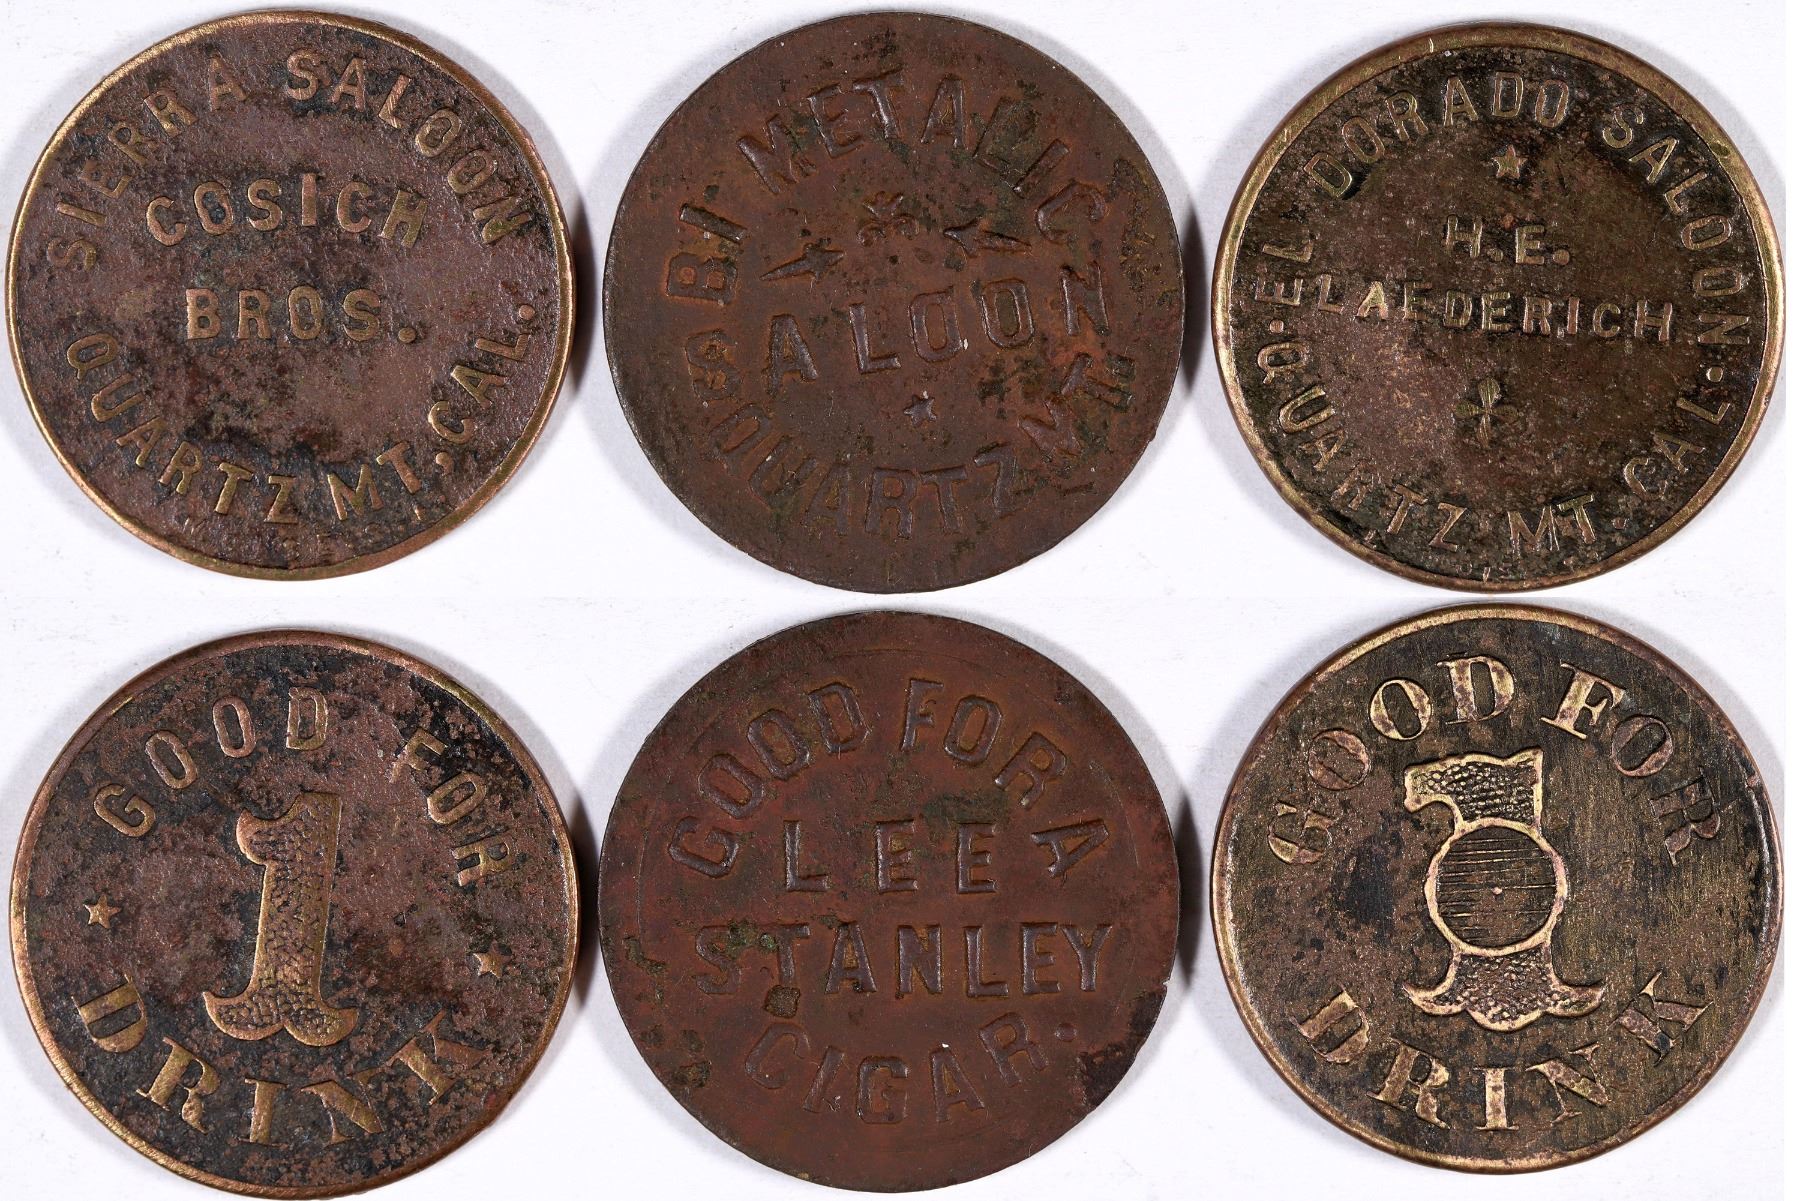 SIERRA SALOON
COSICH
BROS.
QUARTZ MT, CAL.
BI METALIC
SALOON
QUARTZ MT.
EL DORADO SALOON.
H. E.
LAEDERICH
QUARTZ MT. CAL.
GOOD FOR
1
DRINK
GOOD FOR A
LEE
STANLEY
CIGAR.
GOOD FOR
1
DRINK